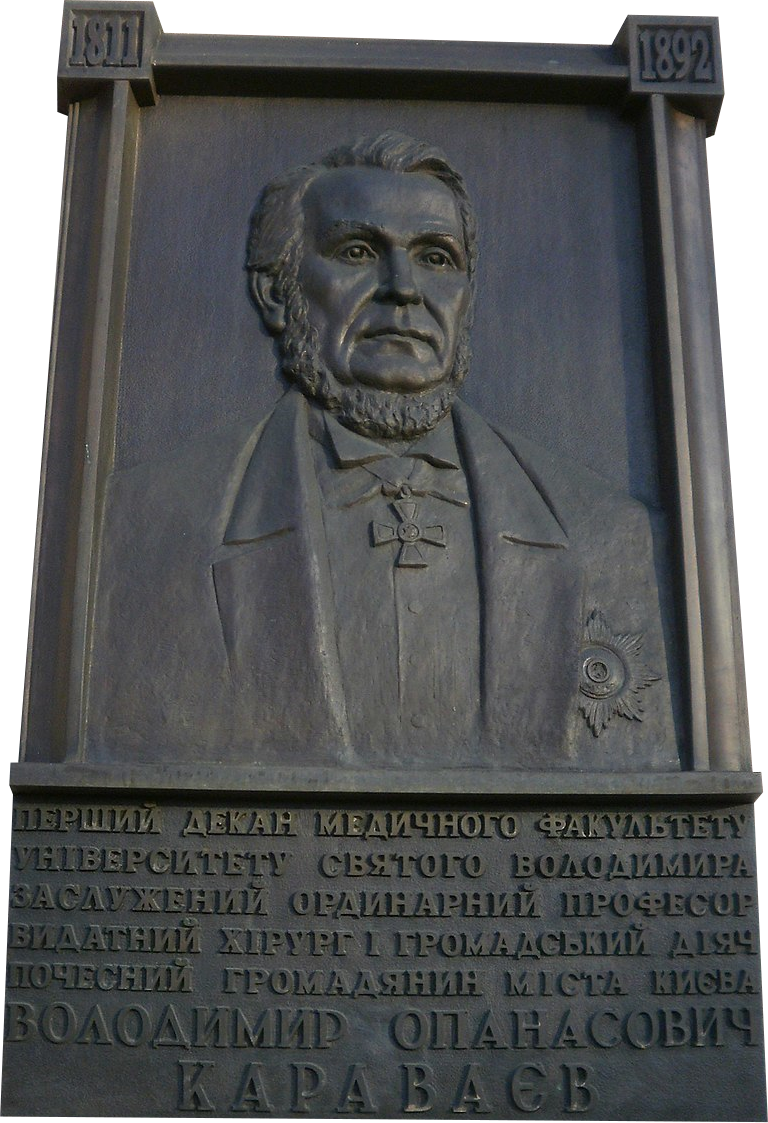 1811 1892
ПЕРШИЙ ДЕКАН МЕДИЧНОГО ФАКУЛЬТЕТУ
УНІВЕРСИТЕТУ СВЯТОГО ВОЛОДИМИРА
ЗАСЛУЖЕНИЙ ОРДИНАРНИЙ ПРОФЕСОР
ВИДАТНИЙ ХІРУРГ І ГРОМАДСЬКИЙ ДІЯЧ
ПОЧЕСНИЙ ГРОМАДЯНИН МІСТА КИЄВА
ВОЛОДИМИР ОПАНАСОВИЧ
КАРАВАЄВ